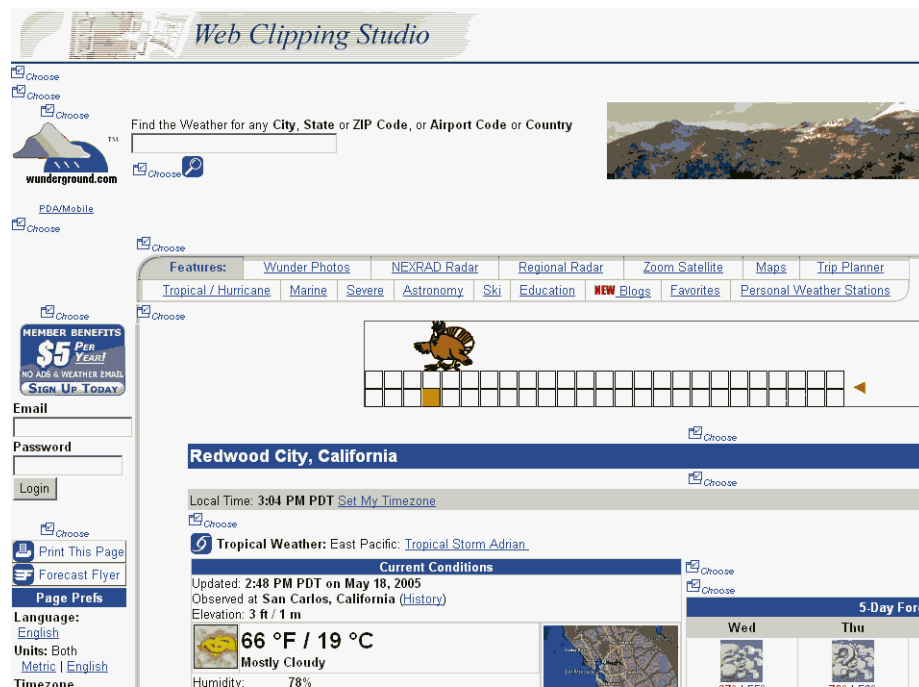 Web Clipping Studio
Choose
Choose
Choose
Find the Weather for any City, State or ZIP Code, or Airport Code or Country
TM
wunderground.com
Choose
PDA/Mobile
Choose
Choose
Features: Wunder Photos NEXRAD Radar Regional Radar Zoom Satellite Maps Trip Planner
Tropical / Hurricane Marine Severe Astronomy Ski Education NEW Blogs Favorites Personal Weather Stations
Choose
Choose
MEMBER BENEFITS
$5 PER YEAR!
NO ADS & WEATHER EMAIL
SIGN UP TODAY
Email
Password
Login
Choose
Redwood City, California
Choose
Local Time: 3:04 PM PDT Set My Timezone
Choose
Choose
Tropical Weather: East Pacific: Tropical Storm Adrian
Print This Page
Forecast Flyer
Page Prefs
Language:
English
Units: Both
Metric | English
Timezone
Current Conditions
Updated: 2:48 PM PDT on May 18, 2005
Observed at San Carlos, California (History)
Elevation: 3 ft / 1 m
66 °F / 19 °C
Mostly Cloudy
Humidity: 78%
Choose
Choose
5-Day For
Wed Thu